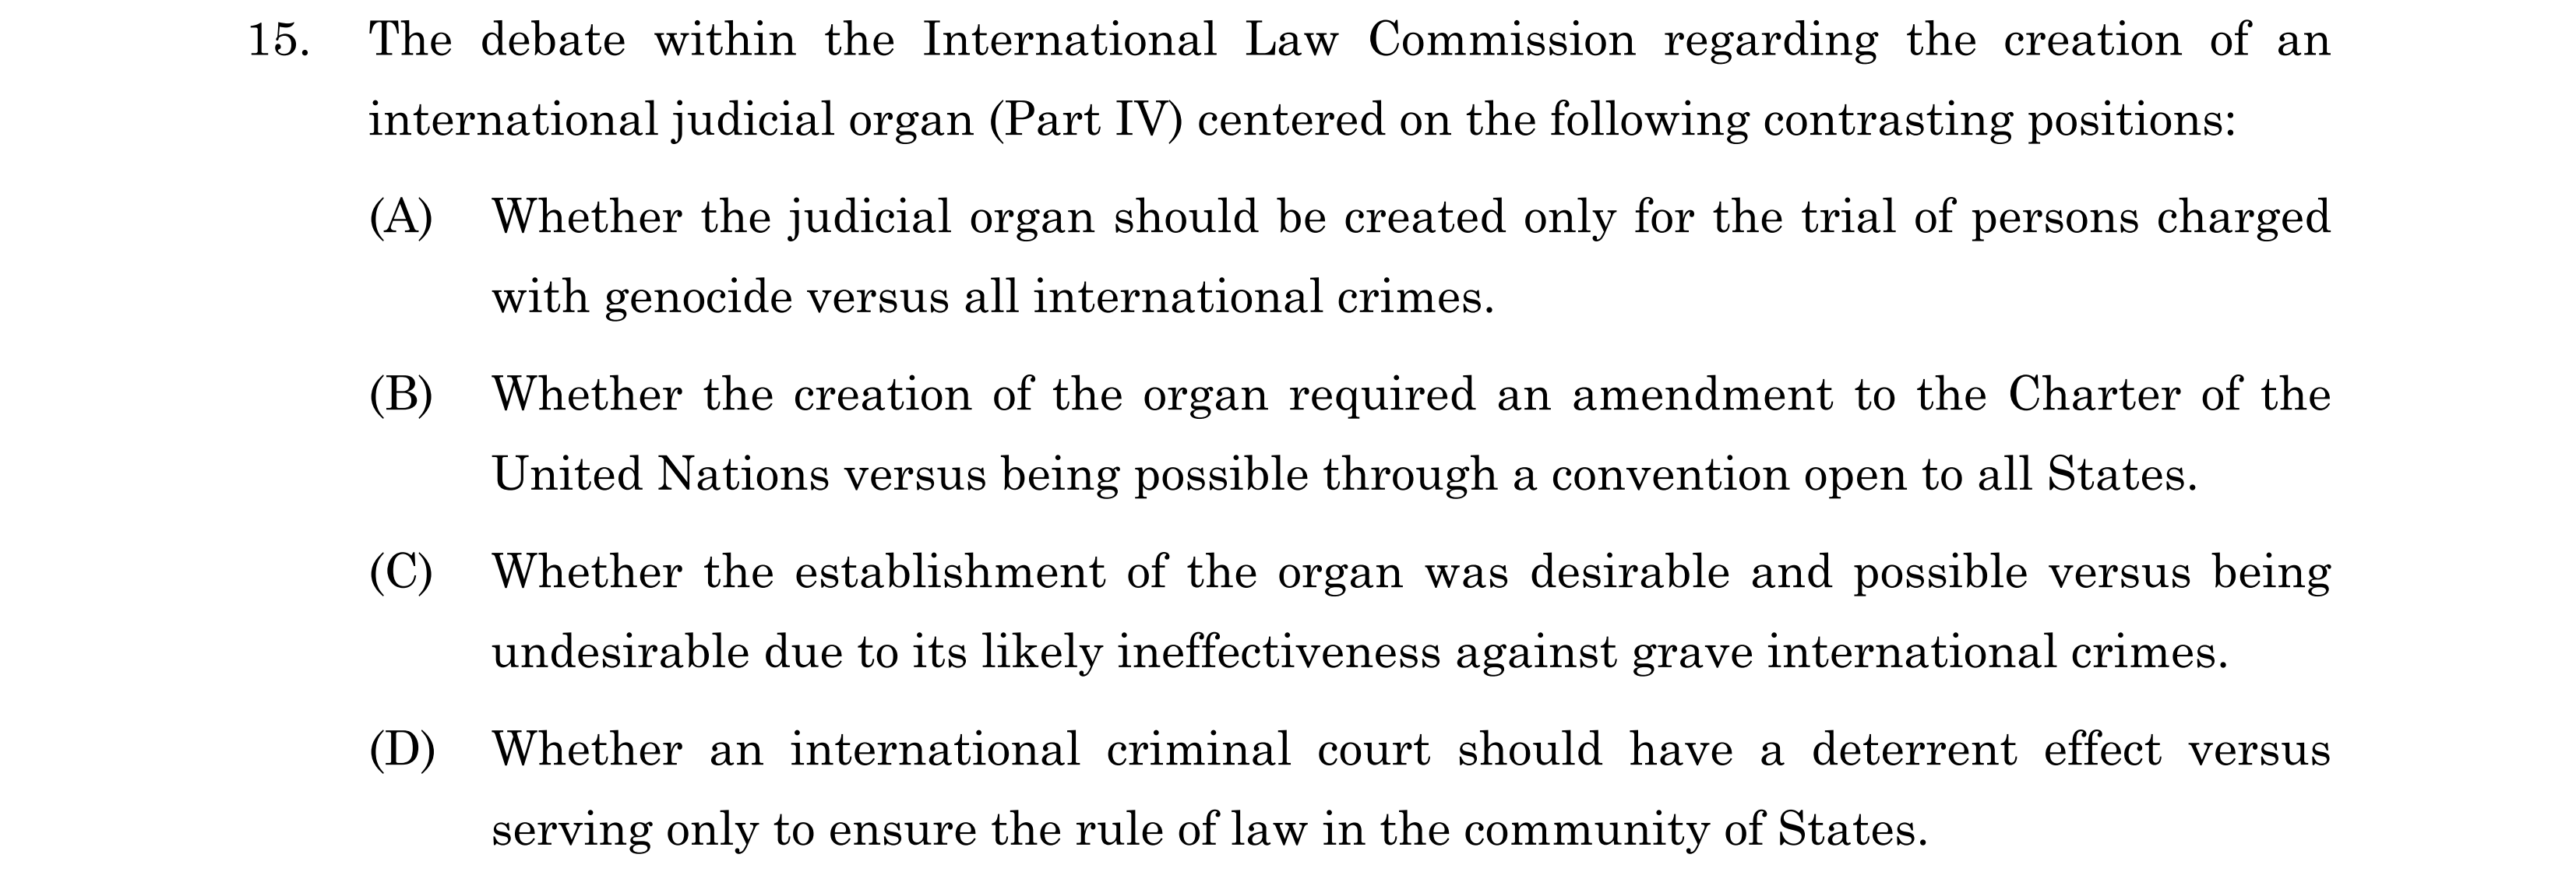 15. The debate within the International Law Commission regarding the creation of an
international judicial organ (Part IV) centered on the following contrasting positions:
(A) Whether the judicial organ should be created only for the trial of persons charged
with genocide versus all international crimes.
(B) Whether the creation of the organ required an amendment to the Charter of the
United Nations versus being possible through a convention open to all States.
(C) Whether the establishment of the organ was desirable and possible versus being
undesirable due to its likely ineffectiveness against grave international crimes.
(D) Whether an international criminal court should have a deterrent effect versus
serving only to ensure the rule of law in the community of States.